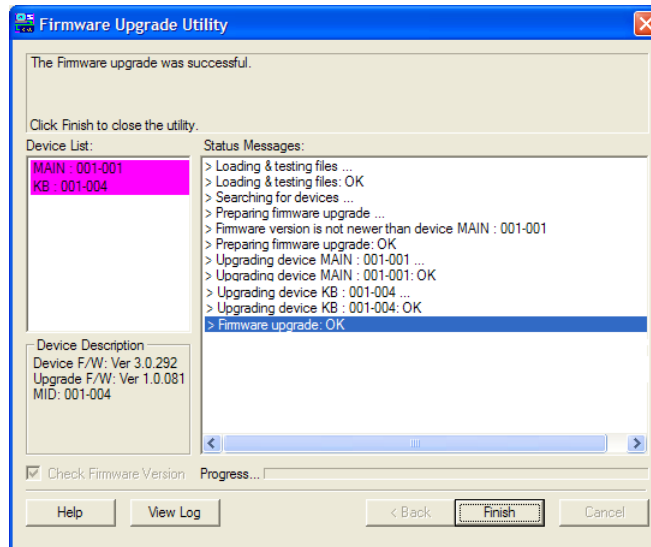 Firmware Upgrade Utility
The Firmware upgrade was successful.
Click Finish to close the utility.
Device List:
MAIN : 001-001
KB : 001-004
Status Messages:
> Loading & testing files ...
> Loading & testing files: OK
> Searching for devices ...
> Preparing firmware upgrade ...
> Firmware version is not newer than device MAIN : 001-001
> Preparing firmware upgrade: OK
> Upgrading device MAIN : 001-001 ...
> Upgrading device MAIN : 001-001: OK
> Upgrading device KB : 001-004 ...
> Upgrading device KB : 001-004: OK
> Firmware upgrade: OK
Device Description
Device F/W: Ver 3.0.292
Upgrade F/W: Ver 1.0.081
MID: 001-004
Check Firmware Version
Progress...
Help
View Log
< Back
Finish
Cancel